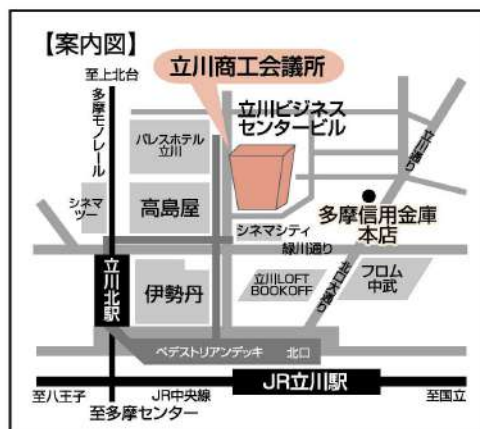 【案内図】
至上北台
多摩モノレール
立川商工会議所
立川ビジネス
センタービル
パレスホテル
立川
立川通り
シネマ
ツー
高島屋
多摩信用金庫
本店
シネマシティ
緑川通り
立川北駅
伊勢丹
立川LOFT
BOOKOFF
北口大通り
フロム
中武
ペデストリアンデッキ
北口
JR立川駅
至八王子
JR中央線
至国立
至多摩センター